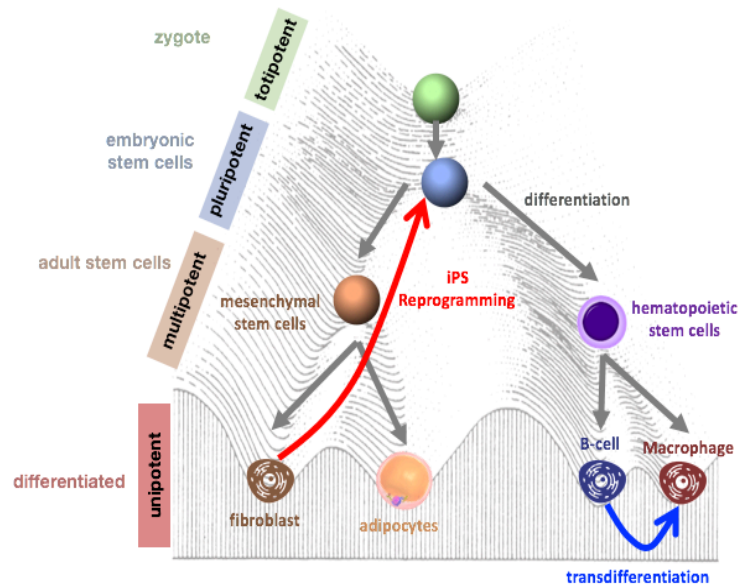 zygote
totipotent
embryonic
stem cells
pluripotent
differentiation
adult stem cells
multipotent
mesenchymal
stem cells
iPS
Reprogramming
hematopoietic
stem cells
B-cell
Macrophage
differentiated
unipotent
fibroblast
adipocytes
transdifferentiation